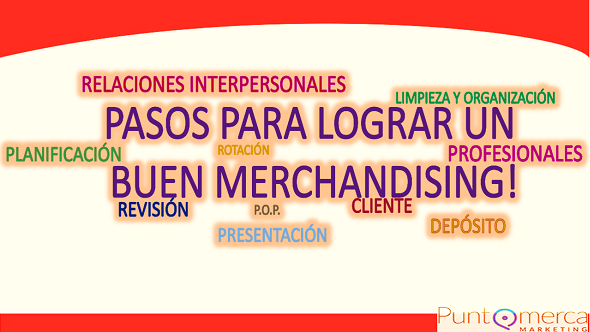 RELACIONES INTERPERSONALES
LIMPIEZA Y ORGANIZACIÓN
PASOS PARA LOGRAR UN
PLANIFICACIÓN
ROTACIÓN
PROFESIONALES
BUEN MERCHANDISING!
REVISIÓN
P.O.P.
CLIENTE
DEPÓSITO
PRESENTACIÓN
Puntomerca
MARKETING